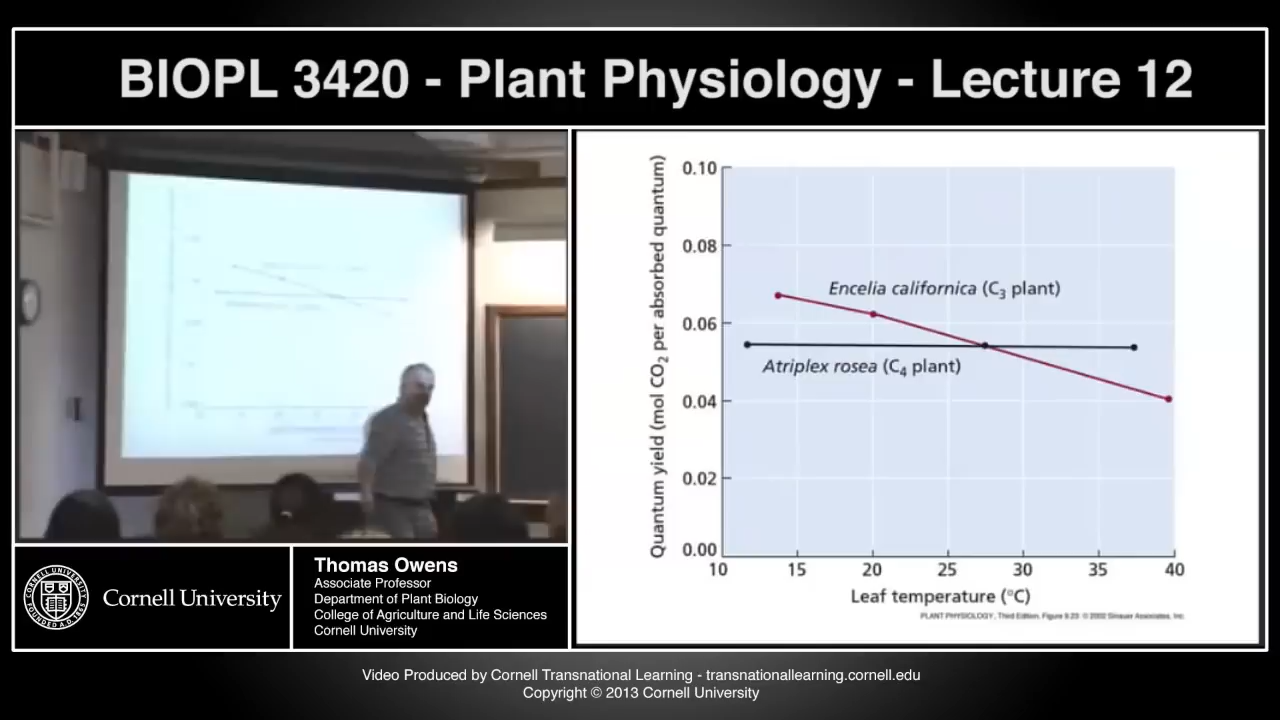 BIOPL 3420 - Plant Physiology - Lecture 12
Quantum yield (mol CO₂ per absorbed quantum)
0.10
0.08
0.06
0.04
0.02
0.00
Encelia californica (C₃ plant)
Atriplex rosea (C₄ plant)
10 15 20 25 30 35 40
Leaf temperature (°C)
PLANT PHYSIOLOGY, Third Edition, Figure 9.23 © 2002 Sinauer Associates, Inc.
Cornell University
Thomas Owens
Associate Professor
Department of Plant Biology
College of Agriculture and Life Sciences
Cornell University
Video Produced by Cornell Transnational Learning - transnationallearning.cornell.edu
Copyright © 2013 Cornell University